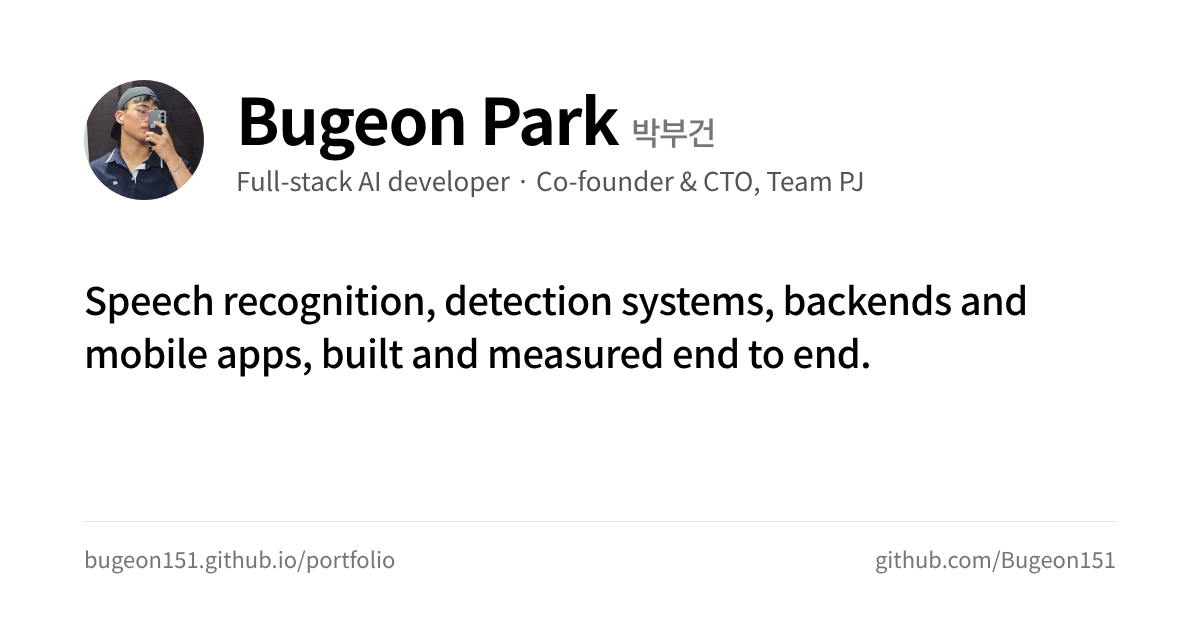 Bugeon Park 박부건
Full-stack AI developer · Co-founder & CTO, Team PJ
Speech recognition, detection systems, backends and
mobile apps, built and measured end to end.
bugeon151.github.io/portfolio
github.com/Bugeon151